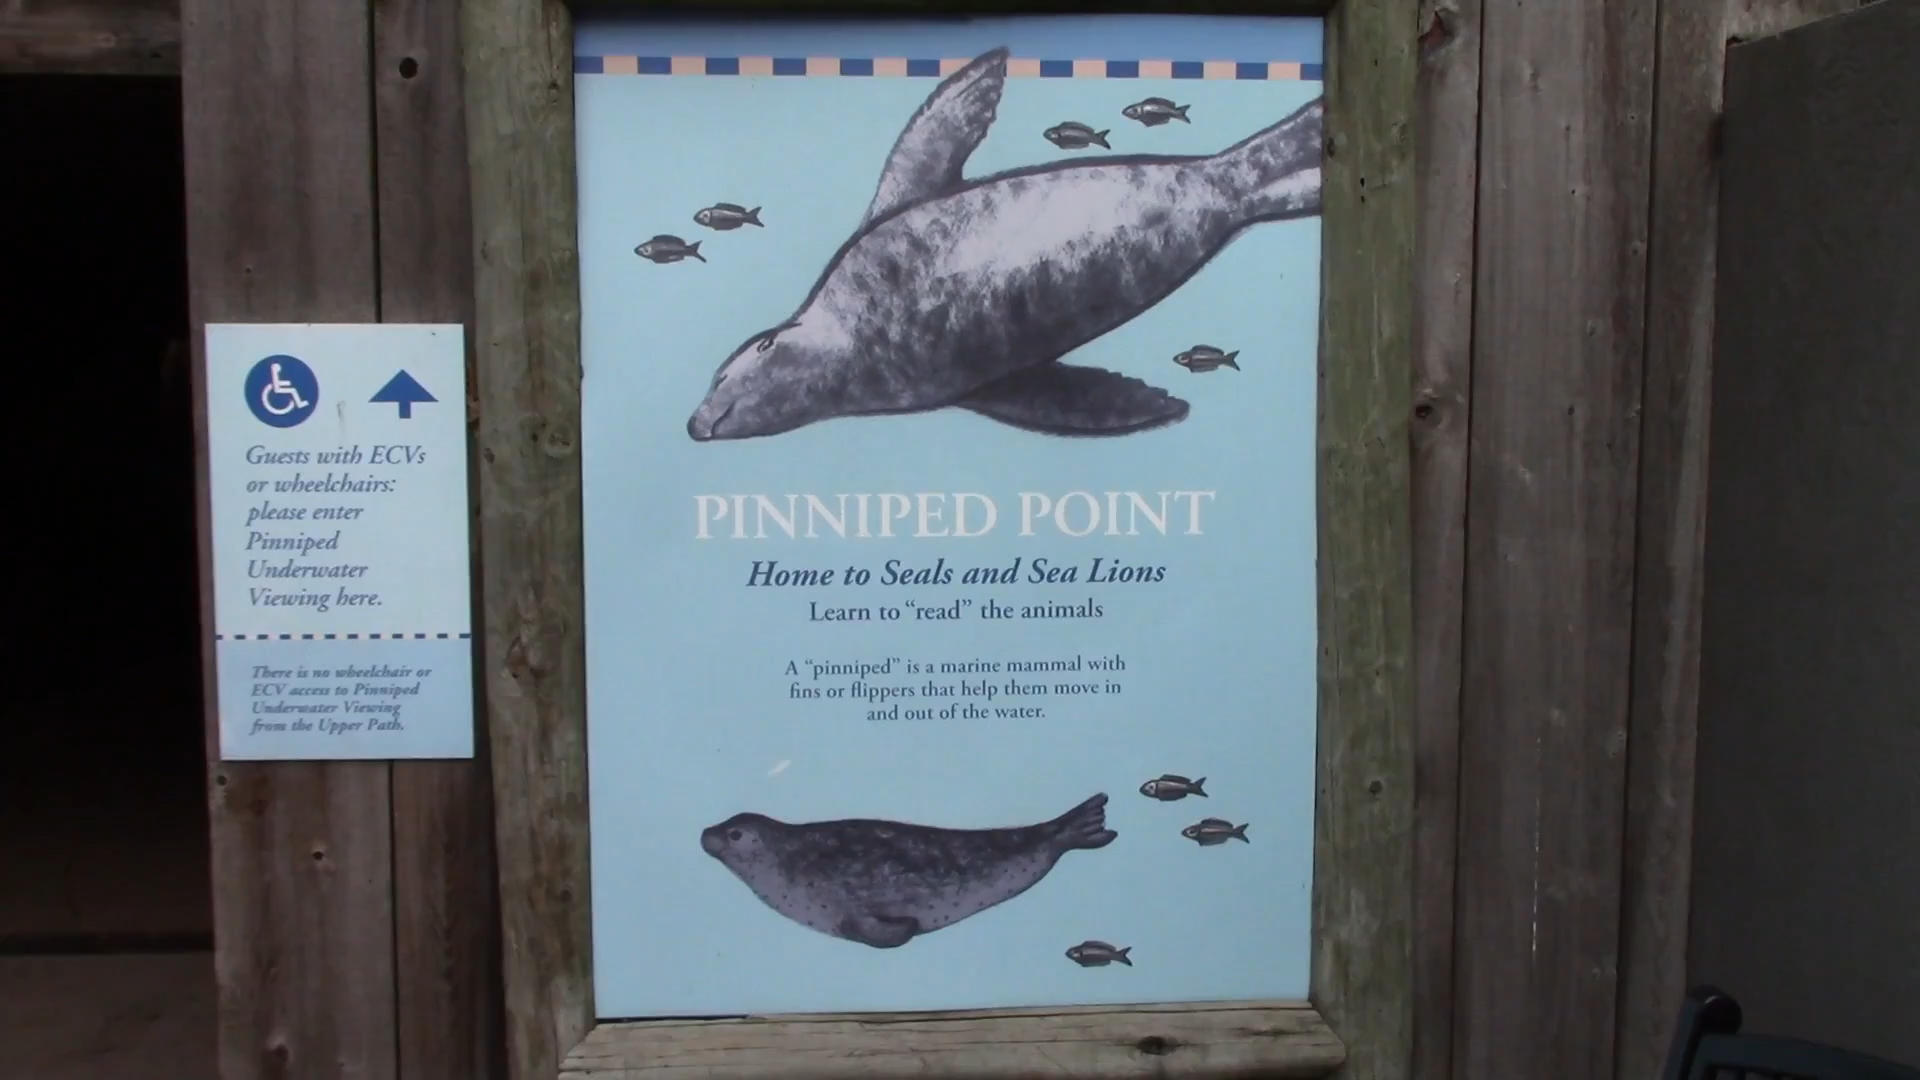 Guests with ECVs
or wheelchairs:
please enter
Pinniped
Underwater
Viewing here.
There is no wheelchair or
ECV access to Pinniped
Underwater Viewing
from the Upper Path.
PINNIPED POINT
Home to Seals and Sea Lions
Learn to “read” the animals
A “pinniped” is a marine mammal with
fins or flippers that help them move in
and out of the water.